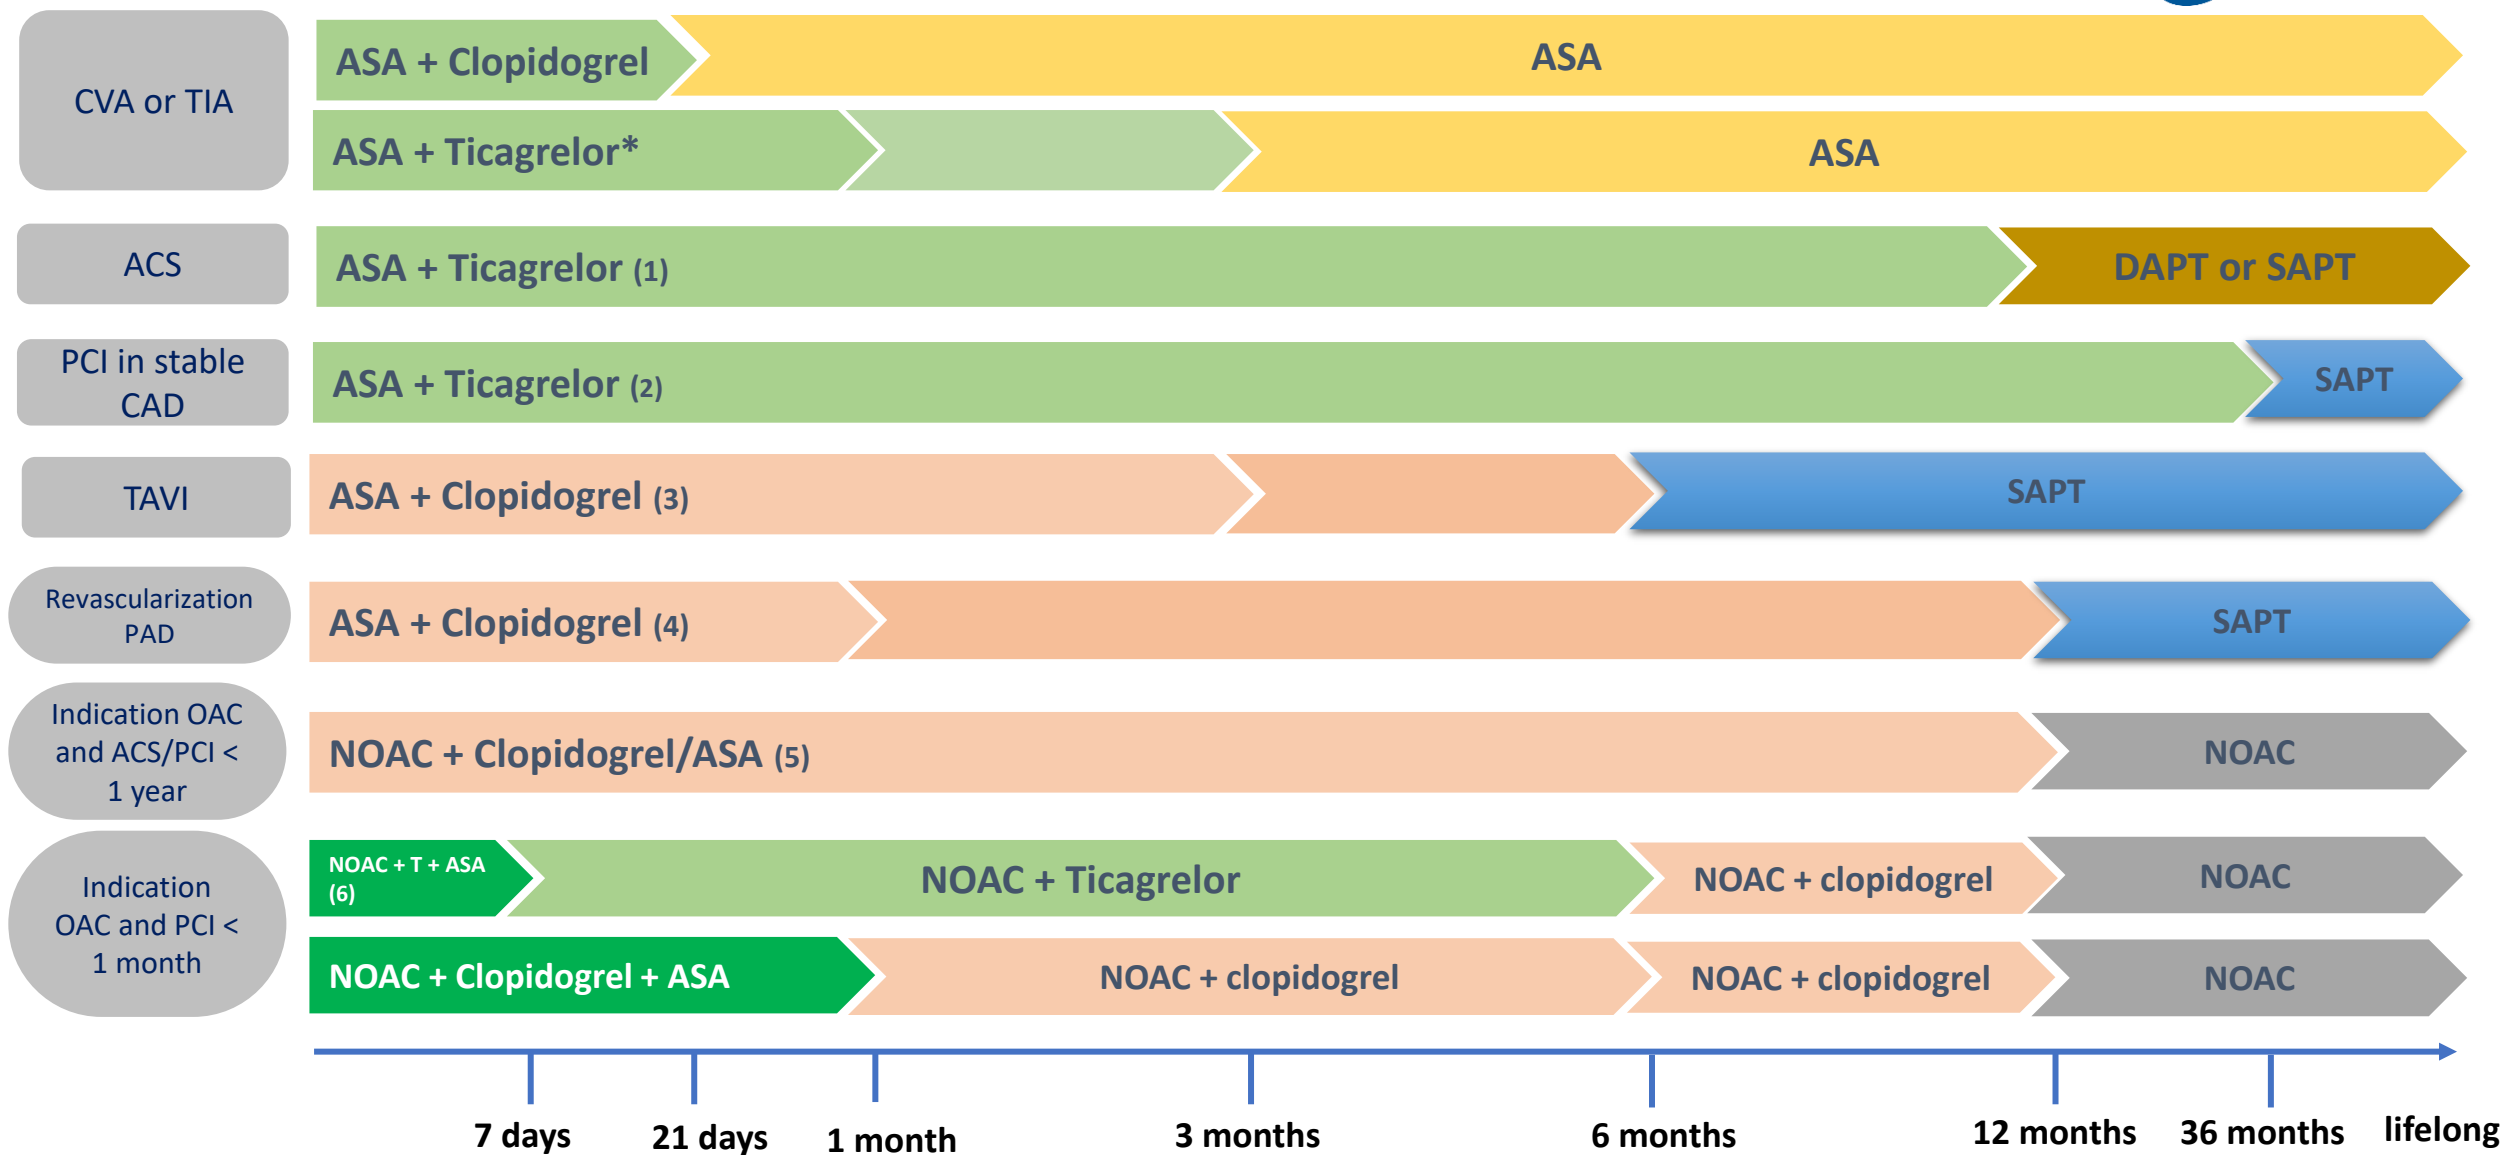 CVA or TIA
ASA + Clopidogrel
ASA
ASA + Ticagrelor*
ASA
ACS
ASA + Ticagrelor (1)
DAPT or SAPT
PCI in stable
CAD
ASA + Ticagrelor (2)
SAPT
TAVI
ASA + Clopidogrel (3)
SAPT
Revascularization
PAD
ASA + Clopidogrel (4)
SAPT
Indication OAC
and ACS/PCI <
1 year
NOAC + Clopidogrel/ASA (5)
NOAC
Indication
OAC and PCI <
1 month
NOAC + T + ASA
(6)
NOAC + Ticagrelor
NOAC + clopidogrel
NOAC
NOAC + Clopidogrel + ASA
NOAC + clopidogrel
NOAC + clopidogrel
NOAC
7 days
21 days
1 month
3 months
6 months
12 months
36 months
lifelong